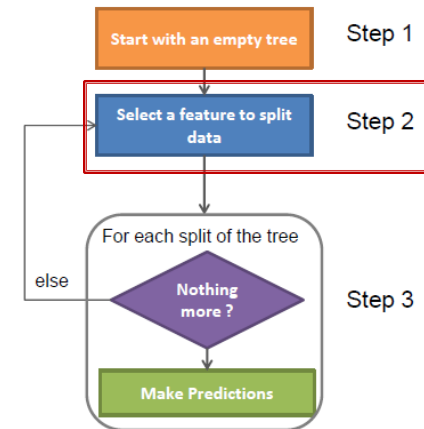 Start with an empty tree
Step 1
Select a feature to split
data
Step 2
For each split of the tree
else
Nothing
more ?
Step 3
Make Predictions